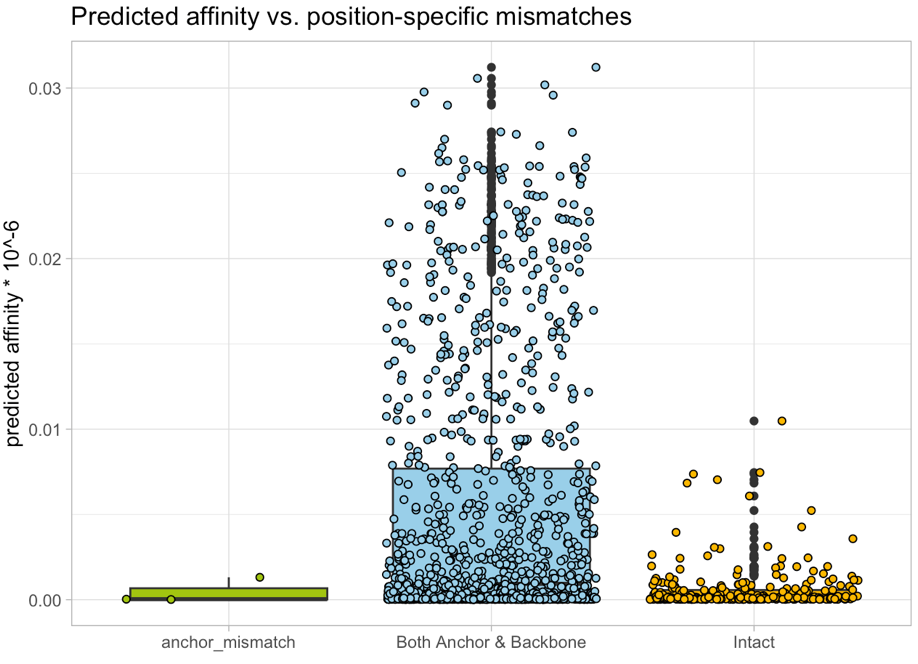 Predicted affinity vs. position-specific mismatches
predicted affinity * 10^-6
0.03
0.02
0.01
0.00
anchor_mismatch
Both Anchor & Backbone
Intact